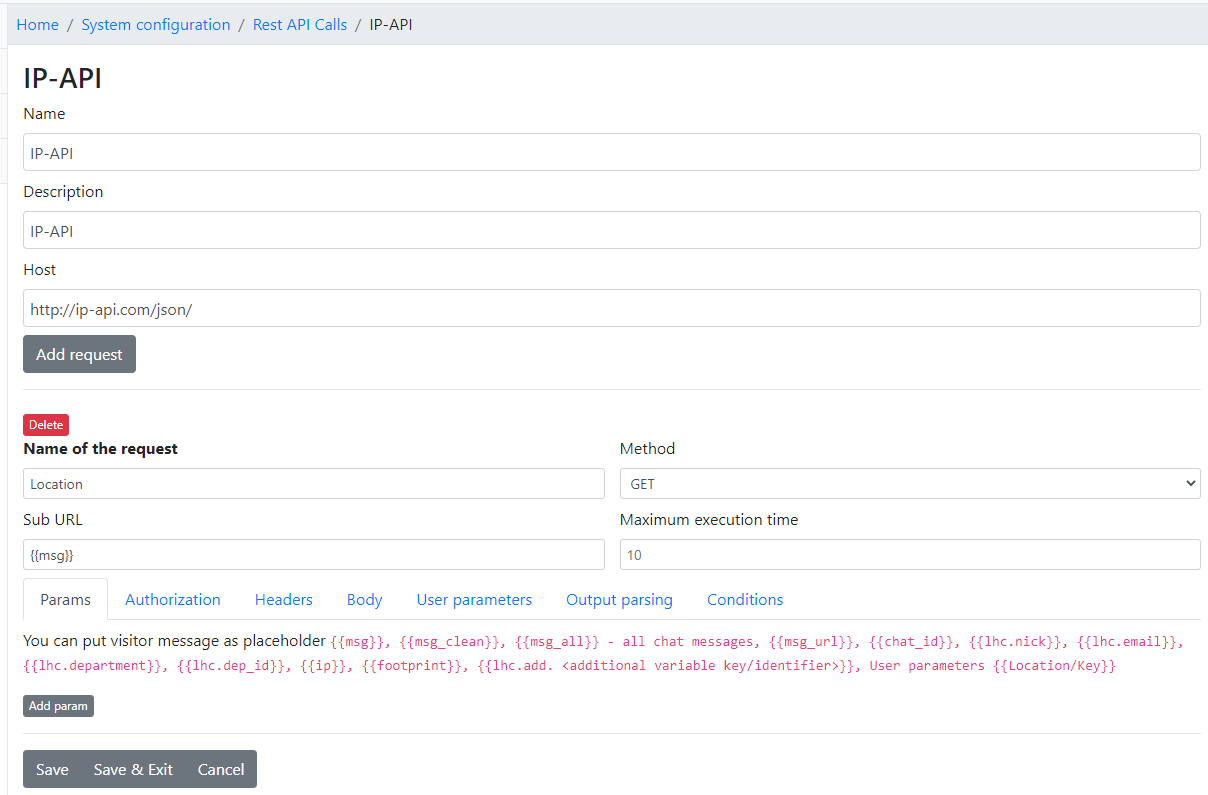 Home / System configuration / Rest API Calls / IP-API
IP-API
Name
IP-API
Description
IP-API
Host
http://ip-api.com/json/
Add request
Delete
Name of the request
Method
Location
GET
Sub URL
Maximum execution time
{{msg}}
10
Params Authorization Headers Body User parameters Output parsing Conditions
You can put visitor message as placeholder {{msg}}, {{msg_clean}}, {{msg_all}} - all chat messages, {{msg_url}}, {{chat_id}}, {{lhc.nick}}, {{lhc.email}},
{{lhc.department}}, {{lhc.dep_id}}, {{ip}}, {{footprint}}, {{lhc.add. <additional variable key/identifier>}}, User parameters {{Location/Key}}
Add param
Save Save & Exit Cancel